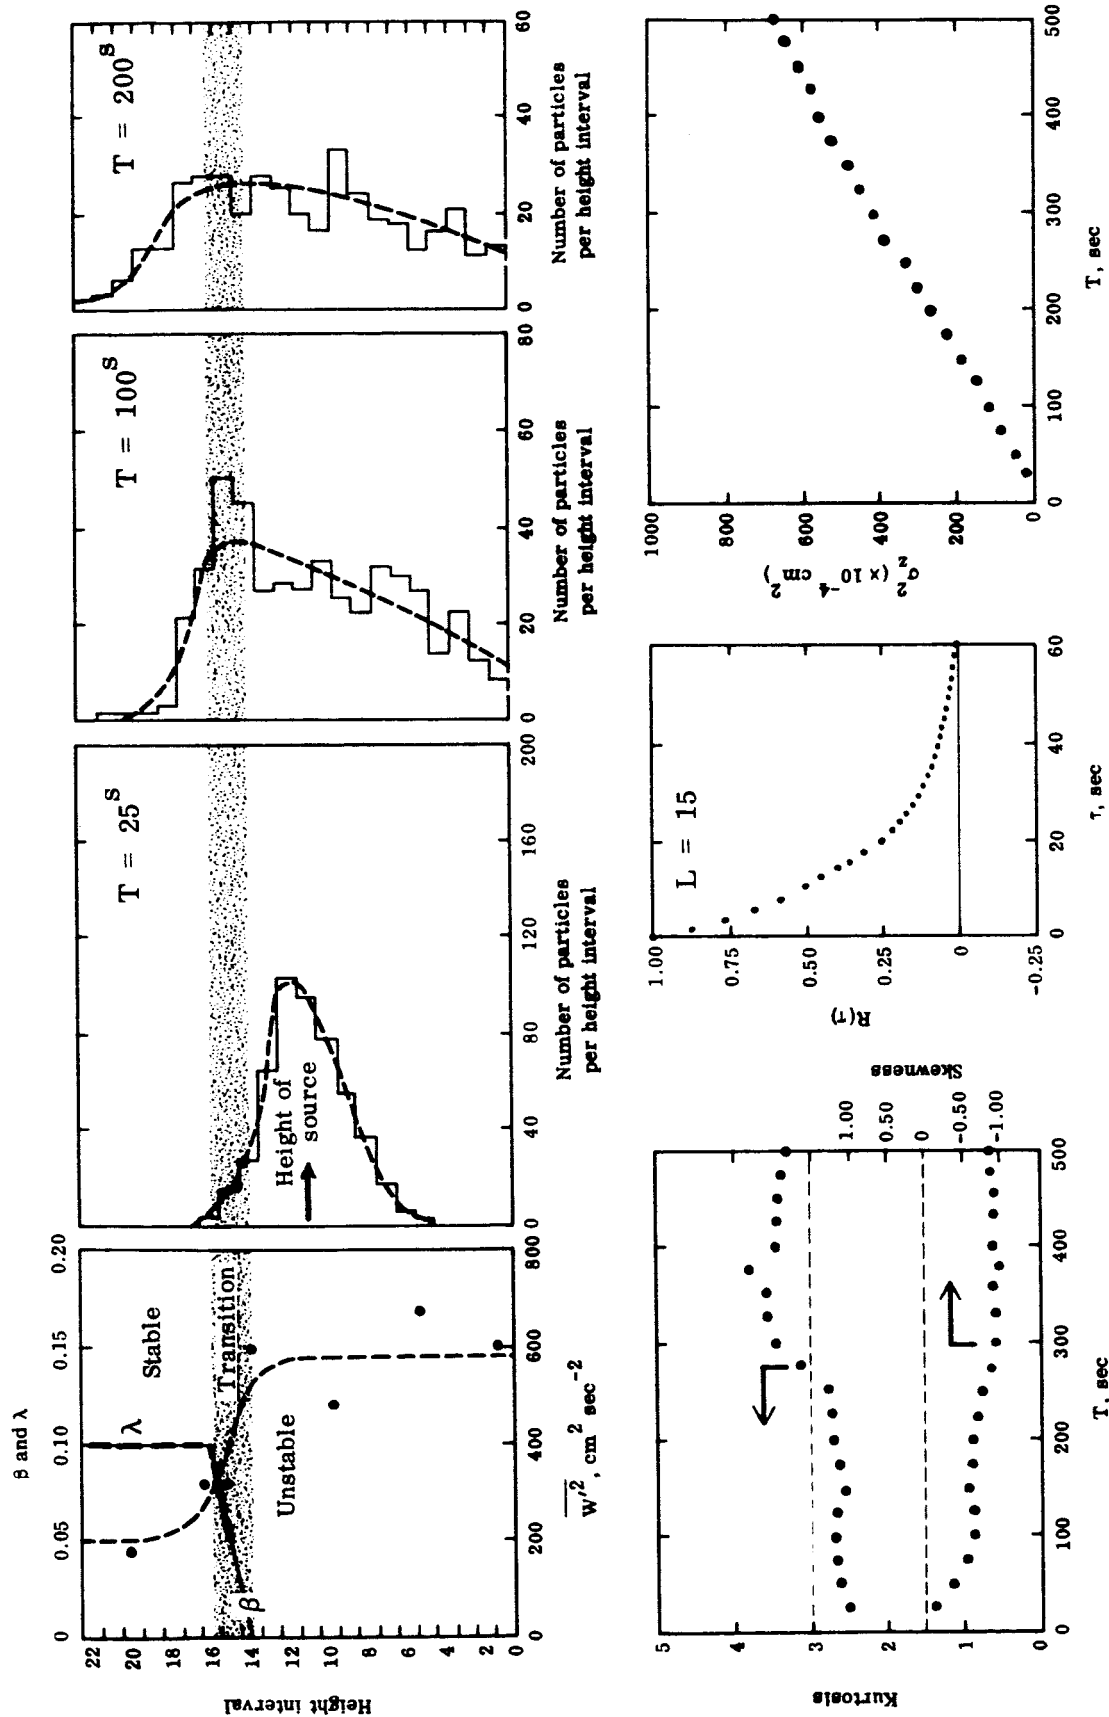 β and λ
0 0.05 0.10 0.15 0.20
Height interval
22
20
18
16
14
12
10
8
6
4
2
0
λ
Stable
Transition
β
Unstable
0 200 400 600 800
w′², cm² sec⁻²
T = 25ˢ
Height of
source
0 40 80 120 160 200
Number of particles
per height interval
T = 100ˢ
0 20 40 60 80
Number of particles
per height interval
T = 200ˢ
0 20 40 60
Number of particles
per height interval
Kurtosis
5
4
3
2
1
0
1.00
0.50
0
-0.50
-1.00
Skewness
0 100 200 300 400 500
T, sec
R(τ)
1.00
0.75
0.50
0.25
0
-0.25
L = 15
0 20 40 60
τ, sec
σ²z (× 10⁻⁴ cm²)
1000
800
600
400
200
0
0 100 200 300 400 500
T, sec